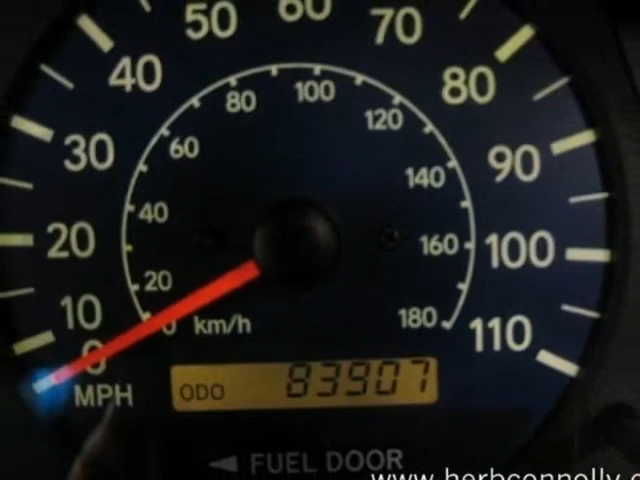 50 60 70
40 80
30 90
20 100
10 110
0
MPH
80 100 120
60 140
40 160
20 180
0 km/h
ODO 83907
◄ FUEL DOOR
www.herbconnolly.c